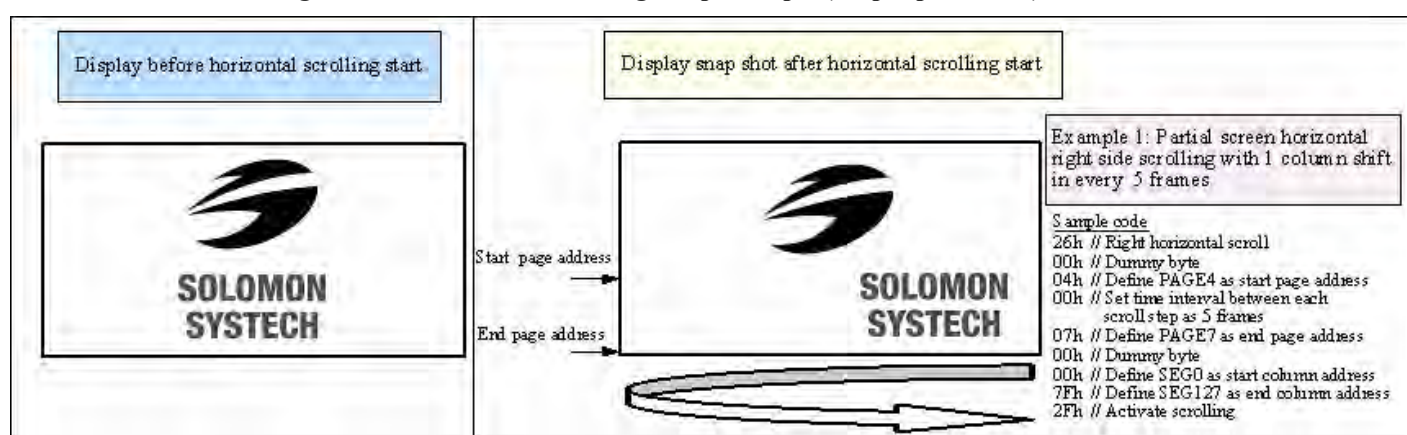 Display before horizontal scrolling start
Display snap shot after horizontal scrolling start
SOLOMON
SYSTECH
Start page address
End page address
SOLOMON
SYSTECH
Example 1: Partial screen horizontal
right side scrolling with 1 column shift
in every 5 frames
Sample code
26h // Right horizontal scroll
00h // Dummy byte
04h // Define PAGE4 as start page address
00h // Set time interval between each
scroll step as 5 frames
07h // Define PAGE7 as end page address
00h // Dummy byte
00h // Define SEG0 as start column address
7Fh // Define SEG127 as end column address
2Fh // Activate scrolling